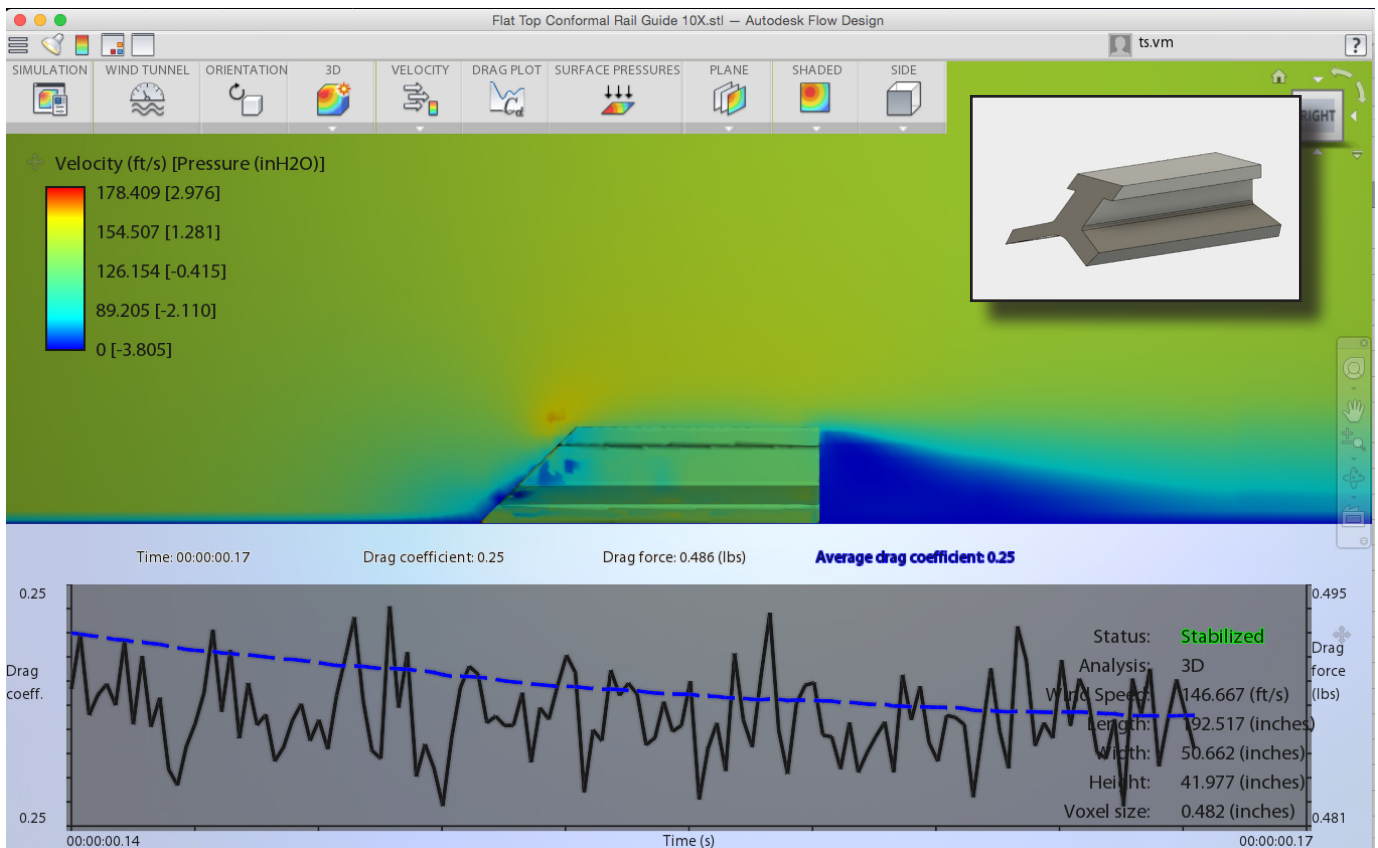 Flat Top Conformal Rail Guide 10X.stl — Autodesk Flow Design
ts.vm
?
SIMULATION WIND TUNNEL ORIENTATION 3D VELOCITY DRAG PLOT SURFACE PRESSURES PLANE SHADED SIDE
Cd
RIGHT
Velocity (ft/s) [Pressure (inH2O)]
178.409 [2.976]
154.507 [1.281]
126.154 [-0.415]
89.205 [-2.110]
0 [-3.805]
Time: 00:00:00.17 Drag coefficient: 0.25 Drag force: 0.486 (lbs) Average drag coefficient: 0.25
0.25
0.495
Drag
coeff.
Drag
force
(lbs)
Status: Stabilized
Analysis: 3D
Wind Speed: 146.667 (ft/s)
Length: 192.517 (inches)
Width: 50.662 (inches)
Height: 41.977 (inches)
Voxel size: 0.482 (inches)
0.25
0.481
00:00:00.14 Time (s) 00:00:00.17